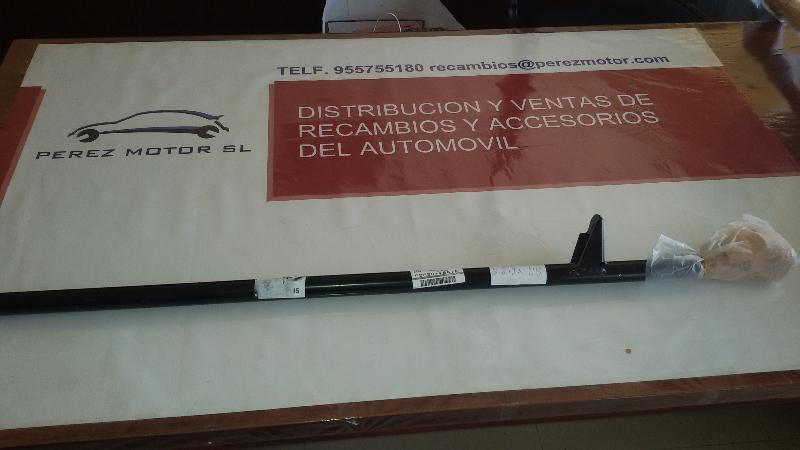 TELF. 955755180 recambios@perezmotor.com
PEREZ MOTOR SL
DISTRIBUCION Y VENTAS DE
RECAMBIOS Y ACCESORIOS
DEL AUTOMOVIL